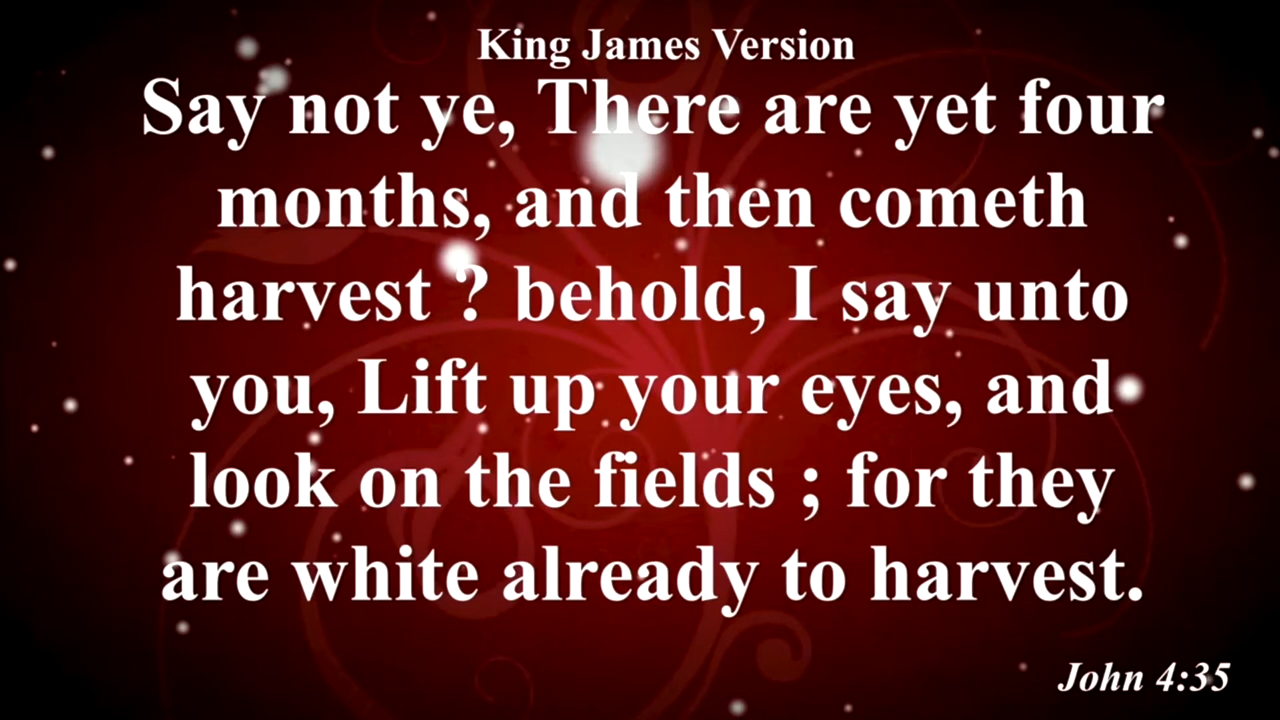 King James Version
Say not ye, There are yet four
months, and then cometh
harvest ? behold, I say unto
you, Lift up your eyes, and
look on the fields ; for they
are white already to harvest.
John 4:35